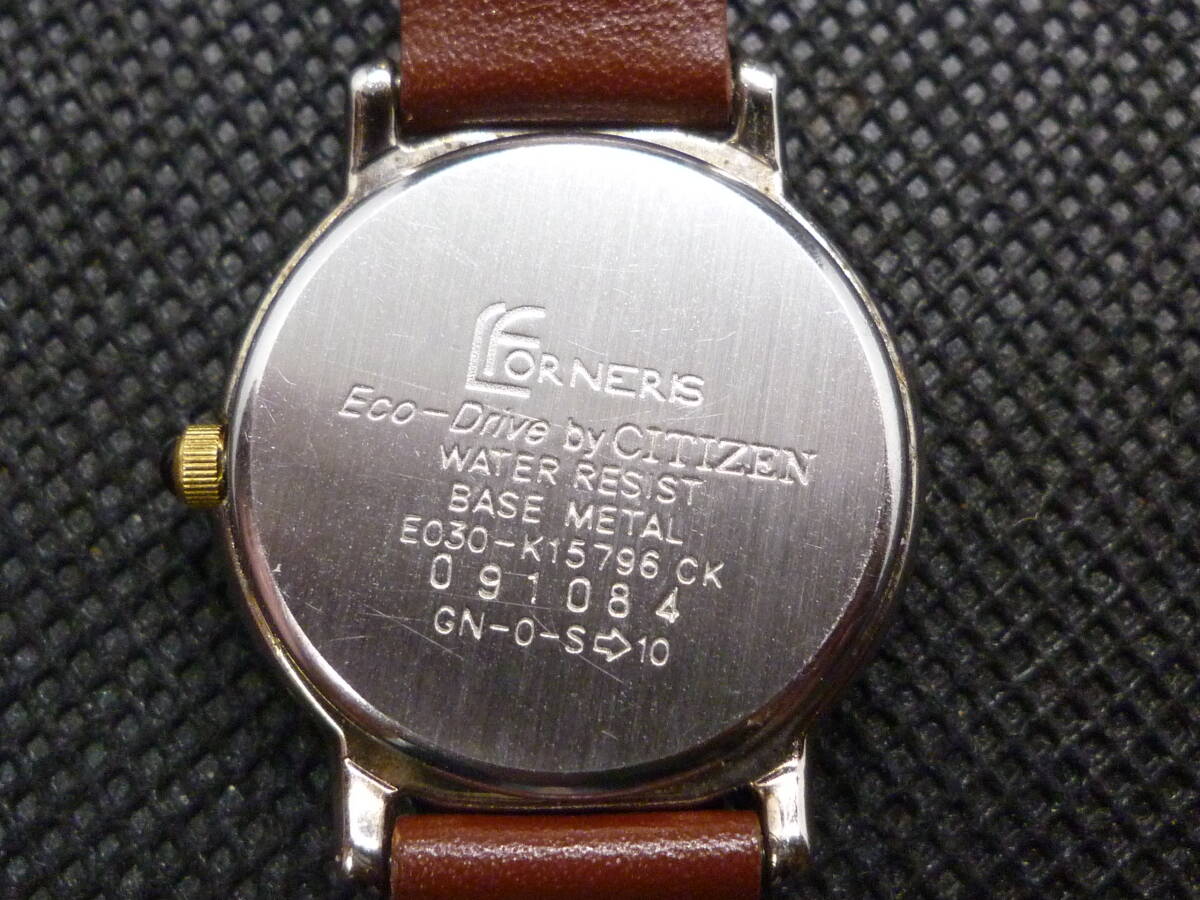 FORNERIS
Eco-Drive by CITIZEN
WATER RESIST
BASE METAL
E030-K15796 CK
091084
GN-0-S⇨10